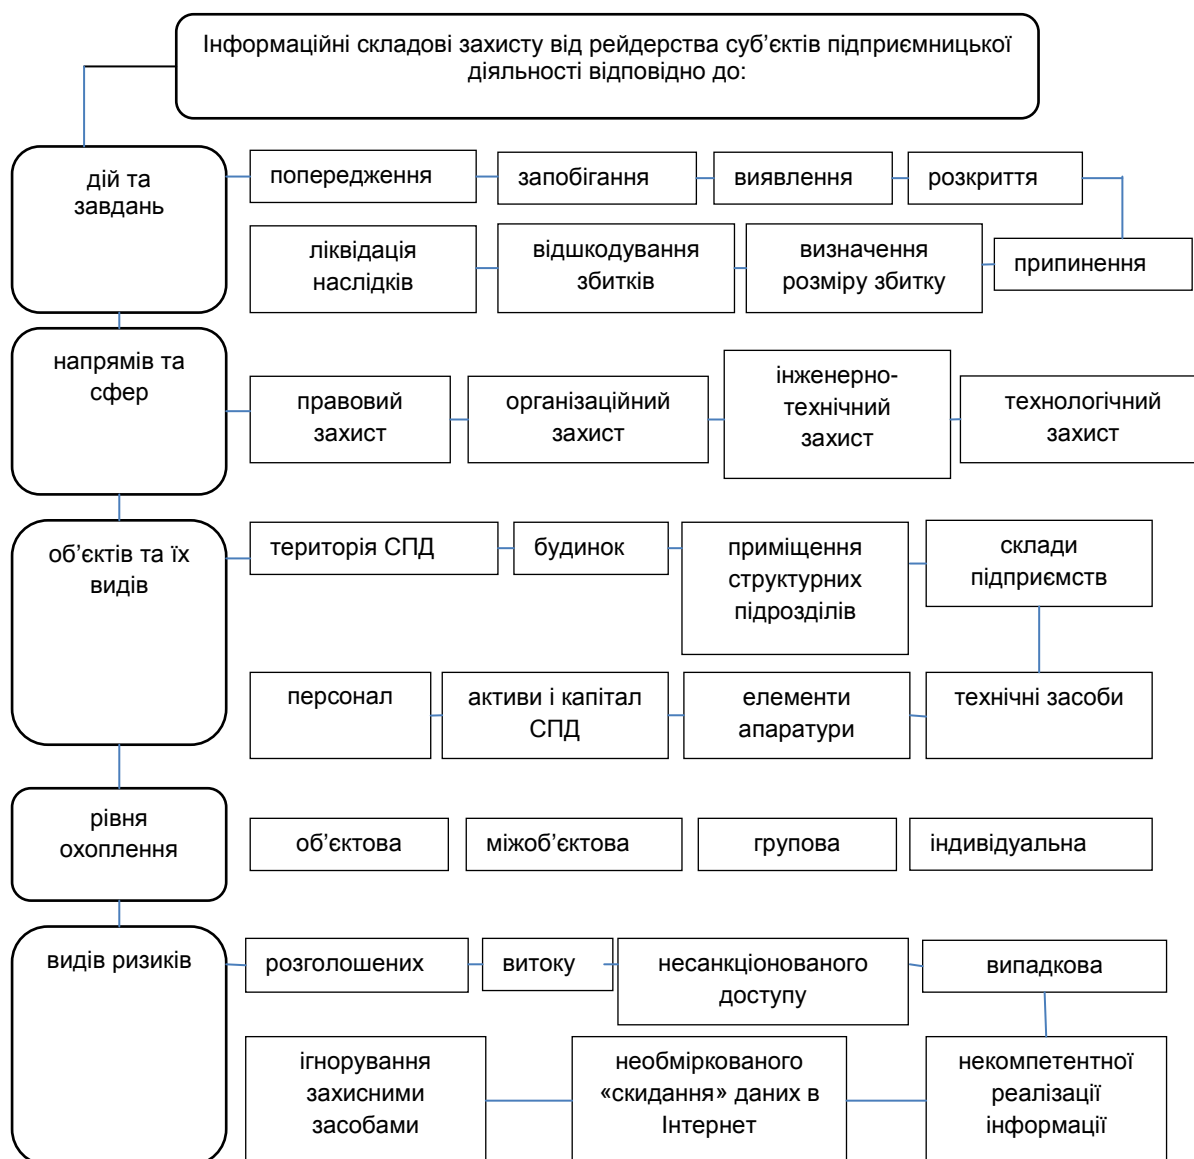 Інформаційні складові захисту від рейдерства суб’єктів підприємницької
діяльності відповідно до:
дій та
завдань
попередження
запобігання
виявлення
розкриття
ліквідація
наслідків
відшкодування
збитків
визначення
розміру збитку
припинення
напрямів та
сфер
правовий
захист
організаційний
захист
інженерно-
технічний
захист
технологічний
захист
об’єктів та їх
видів
територія СПД
будинок
приміщення
структурних
підрозділів
склади
підприємств
персонал
активи і капітал
СПД
елементи
апаратури
технічні засоби
рівня
охоплення
об’єктова
міжоб’єктова
групова
індивідуальна
видів ризиків
розголошених
витоку
несанкціонованого
доступу
випадкова
ігнорування
захисними
засобами
необміркованого
«скидання» даних в
Інтернет
некомпетентної
реалізації
інформації